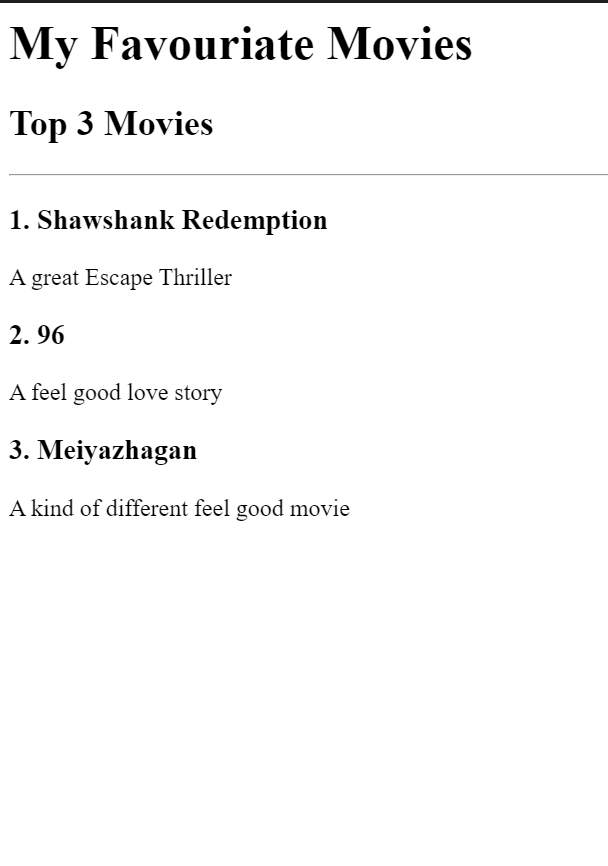 My Favouriate Movies
Top 3 Movies
1. Shawshank Redemption
A great Escape Thriller
2. 96
A feel good love story
3. Meiyazhagan
A kind of different feel good movie